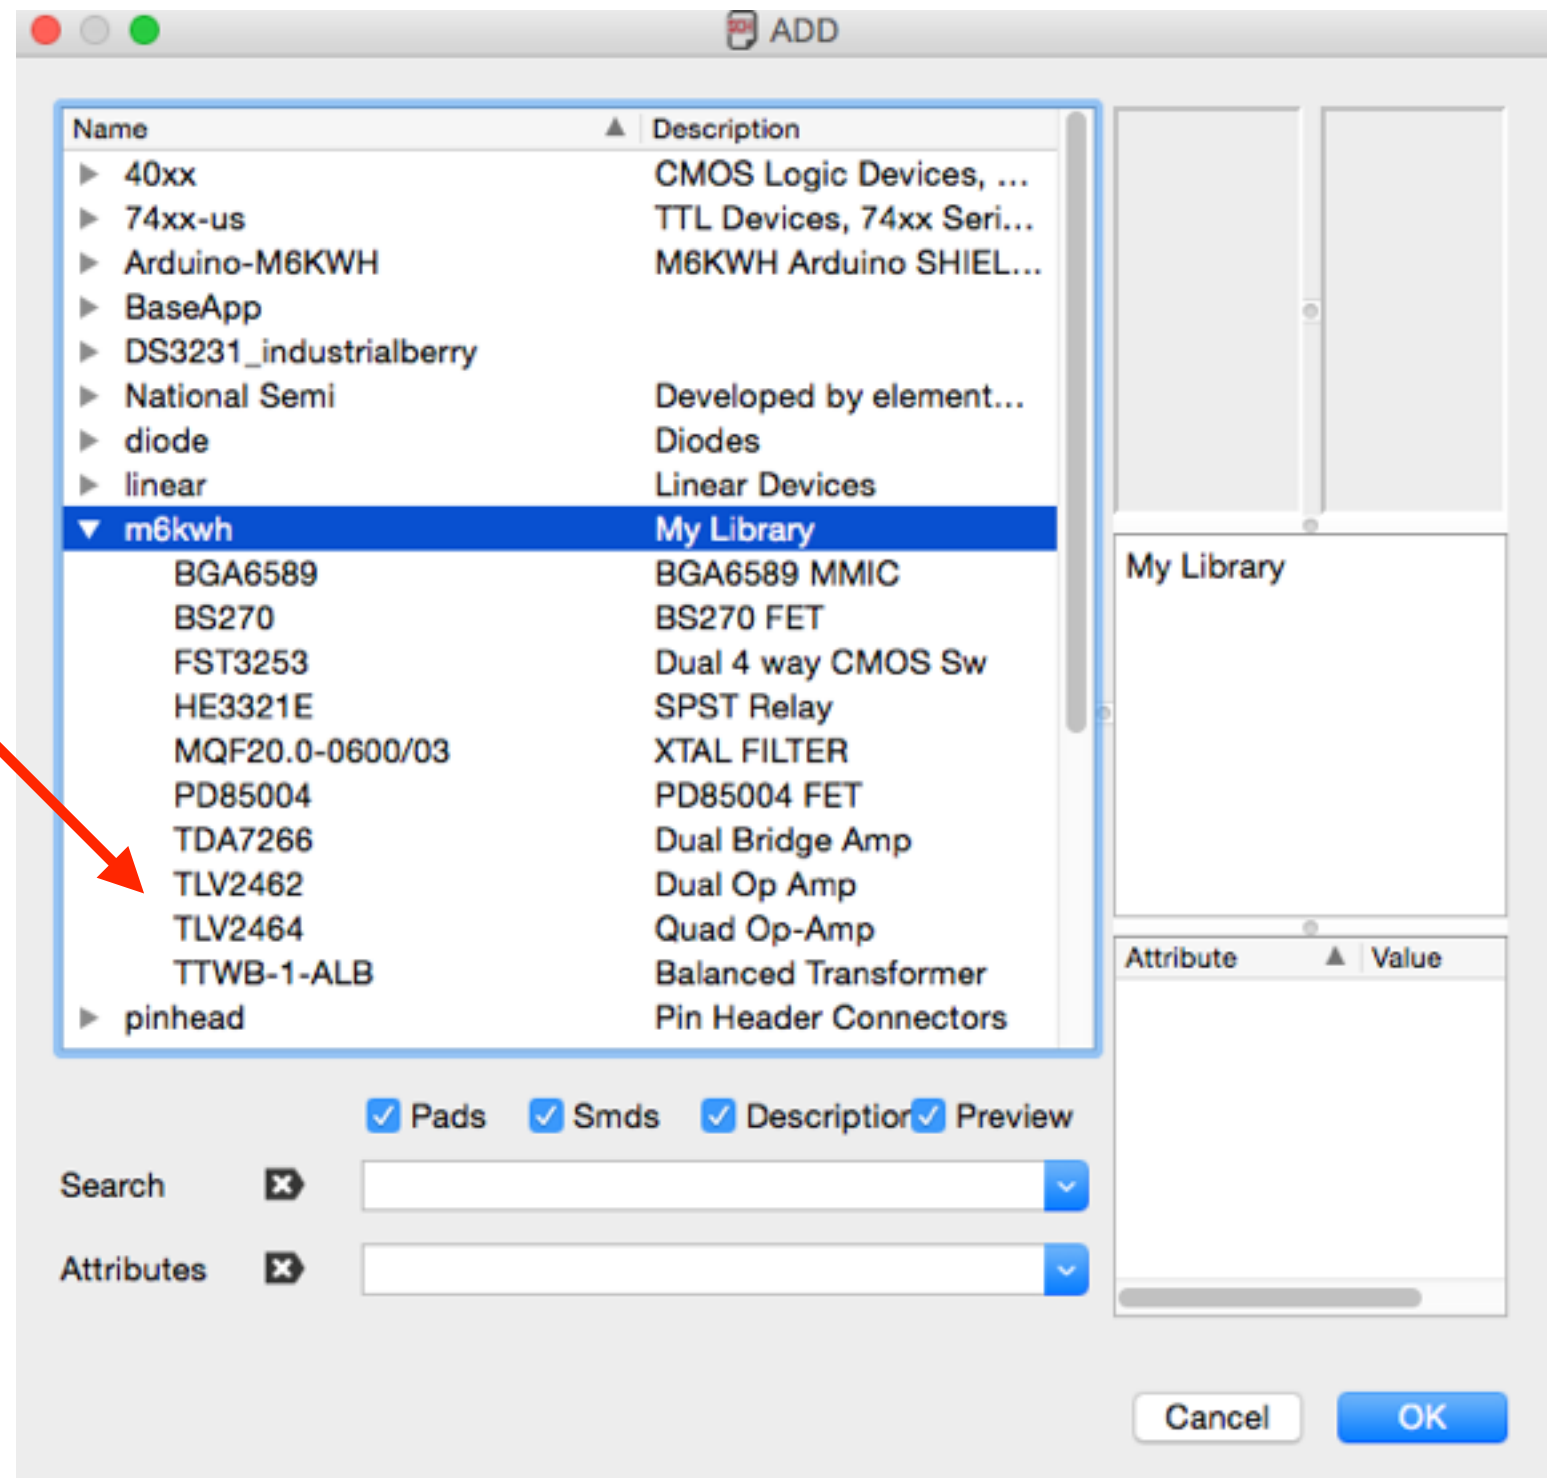 ADD
Name Description
40xx CMOS Logic Devices, ...
74xx-us TTL Devices, 74xx Seri...
Arduino-M6KWH M6KWH Arduino SHIEL...
BaseApp
DS3231_industrialberry
National Semi Developed by element...
diode Diodes
linear Linear Devices
m6kwh My Library
BGA6589 BGA6589 MMIC
BS270 BS270 FET
FST3253 Dual 4 way CMOS Sw
HE3321E SPST Relay
MQF20.0-0600/03 XTAL FILTER
PD85004 PD85004 FET
TDA7266 Dual Bridge Amp
TLV2462 Dual Op Amp
TLV2464 Quad Op-Amp
TTWB-1-ALB Balanced Transformer
pinhead Pin Header Connectors
My Library
Attribute Value
Pads Smds Description Preview
Search
Attributes
Cancel OK